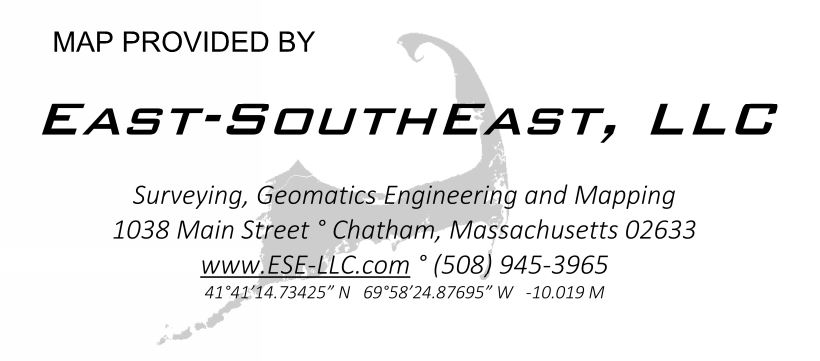 MAP PROVIDED BY
EAST-SOUTHEAST, LLC
Surveying, Geomatics Engineering and Mapping
1038 Main Street ° Chatham, Massachusetts 02633
www.ESE-LLC.com ° (508) 945-3965
41°41’14.73425” N 69°58’24.87695” W -10.019 M